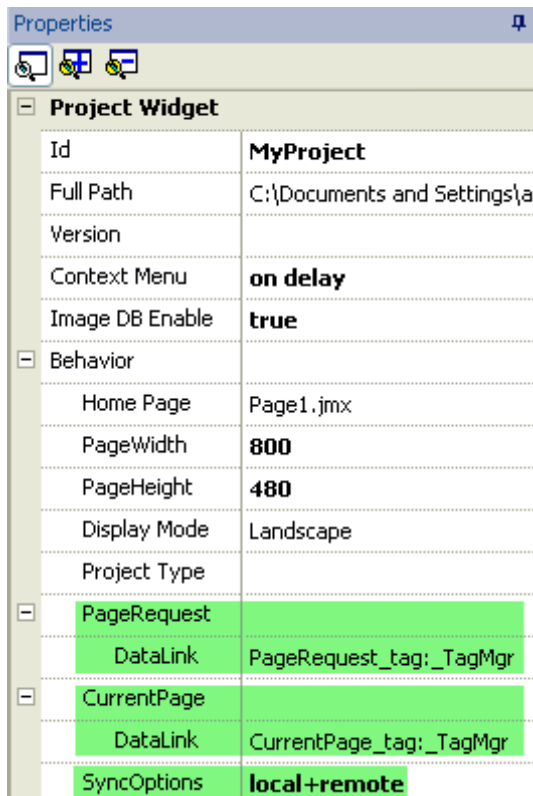 Properties
Project Widget
Id MyProject
Full Path C:\Documents and Settings\a
Version
Context Menu on delay
Image DB Enable true
Behavior
Home Page Page1.jmx
PageWidth 800
PageHeight 480
Display Mode Landscape
Project Type
PageRequest
DataLink PageRequest_tag:_TagMgr
CurrentPage
DataLink CurrentPage_tag:_TagMgr
SyncOptions local+remote